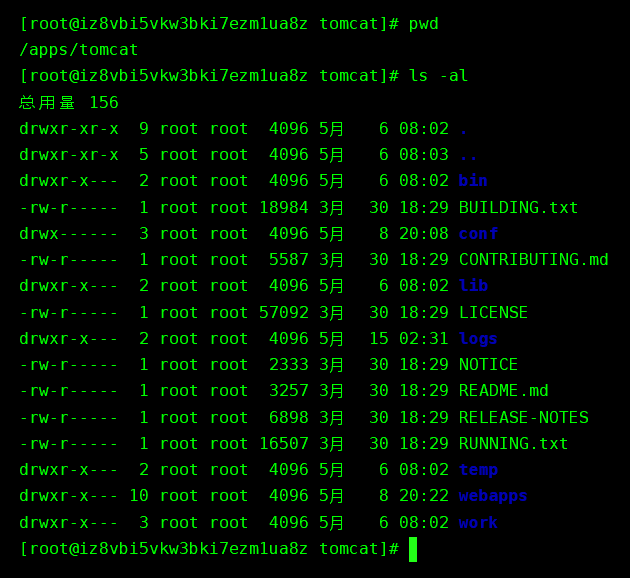 [root@iz8vbi5vkw3bki7ezm1ua8z tomcat]# pwd
/apps/tomcat
[root@iz8vbi5vkw3bki7ezm1ua8z tomcat]# ls -al
总用量 156
drwxr-xr-x  9 root root  4096 5月   6 08:02 .
drwxr-xr-x  5 root root  4096 5月   6 08:03 ..
drwxr-x---  2 root root  4096 5月   6 08:02 bin
-rw-r-----  1 root root 18984 3月  30 18:29 BUILDING.txt
drwx------  3 root root  4096 5月   8 20:08 conf
-rw-r-----  1 root root  5587 3月  30 18:29 CONTRIBUTING.md
drwxr-x---  2 root root  4096 5月   6 08:02 lib
-rw-r-----  1 root root 57092 3月  30 18:29 LICENSE
drwxr-x---  2 root root  4096 5月  15 02:31 logs
-rw-r-----  1 root root  2333 3月  30 18:29 NOTICE
-rw-r-----  1 root root  3257 3月  30 18:29 README.md
-rw-r-----  1 root root  6898 3月  30 18:29 RELEASE-NOTES
-rw-r-----  1 root root 16507 3月  30 18:29 RUNNING.txt
drwxr-x---  2 root root  4096 5月   6 08:02 temp
drwxr-x--- 10 root root  4096 5月   8 20:22 webapps
drwxr-x---  3 root root  4096 5月   6 08:02 work
[root@iz8vbi5vkw3bki7ezm1ua8z tomcat]#